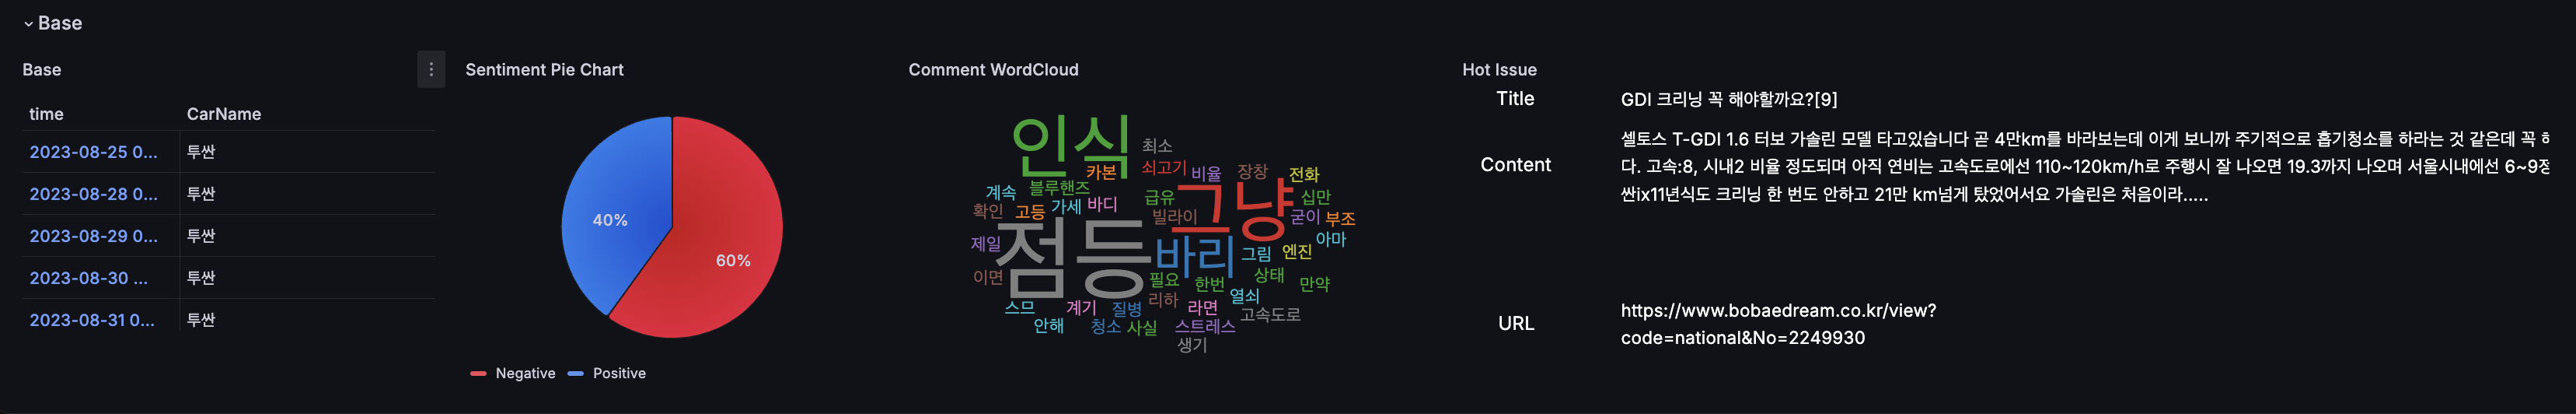 Base
Base
time CarName
2023-08-25 0... 투싼
2023-08-28 0... 투싼
2023-08-29 0... 투싼
2023-08-30 ... 투싼
2023-08-31 0... 투싼
Sentiment Pie Chart
40%
60%
Negative Positive
Comment WordCloud
인식
최소
카본 쇠고기 비율 장창 전화
계속 블루핸즈 급유 그냥 십만
확인 고등 가세 바디 빌라이 굳이 부조
제일 점등 바리 그림 엔진 아마
이면 필요 한번 상태 만약
스므 계기 질병 리하 라면 열쇠 고속도로
안해 청소 사실 스트레스
생기
Hot Issue
Title GDI 크리닝 꼭 해야할까요?[9]
Content
셀토스 T-GDI 1.6 터보 가솔린 모델 타고있습니다 곧 4만km를 바라보는데 이게 보니까 주기적으로 흡기청소를 하라는 것 같은데 꼭
다. 고속:8, 시내2 비율 정도되며 아직 연비는 고속도로에선 110~120km/h로 주행시 잘 나오면 19.3까지 나오며 서울시내에선 6~9정
싼ix11년식도 크리닝 한 번도 안하고 21만 km넘게 탔었어서요 가솔린은 처음이라.....
URL
https://www.bobaedream.co.kr/view?
code=national&No=2249930